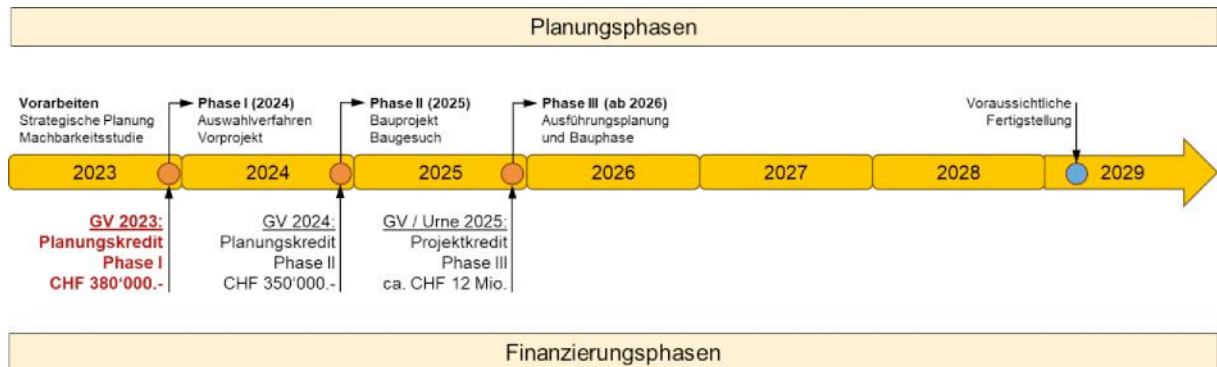 Planungsphasen
Vorarbeiten
Strategische Planung
Machbarkeitsstudie
Phase I (2024)
Auswahlverfahren
Vorprojekt
Phase II (2025)
Bauprojekt
Baugesuch
Phase III (ab 2026)
Ausführungsplanung
und Bauphase
Voraussichtliche
Fertigstellung
2023
2024
2025
2026
2027
2028
2029
GV 2023:
Planungskredit
Phase I
CHF 380‘000.-
GV 2024:
Planungskredit
Phase II
CHF 350‘000.-
GV / Urne 2025:
Projektkredit
Phase III
ca. CHF 12 Mio.
Finanzierungsphasen